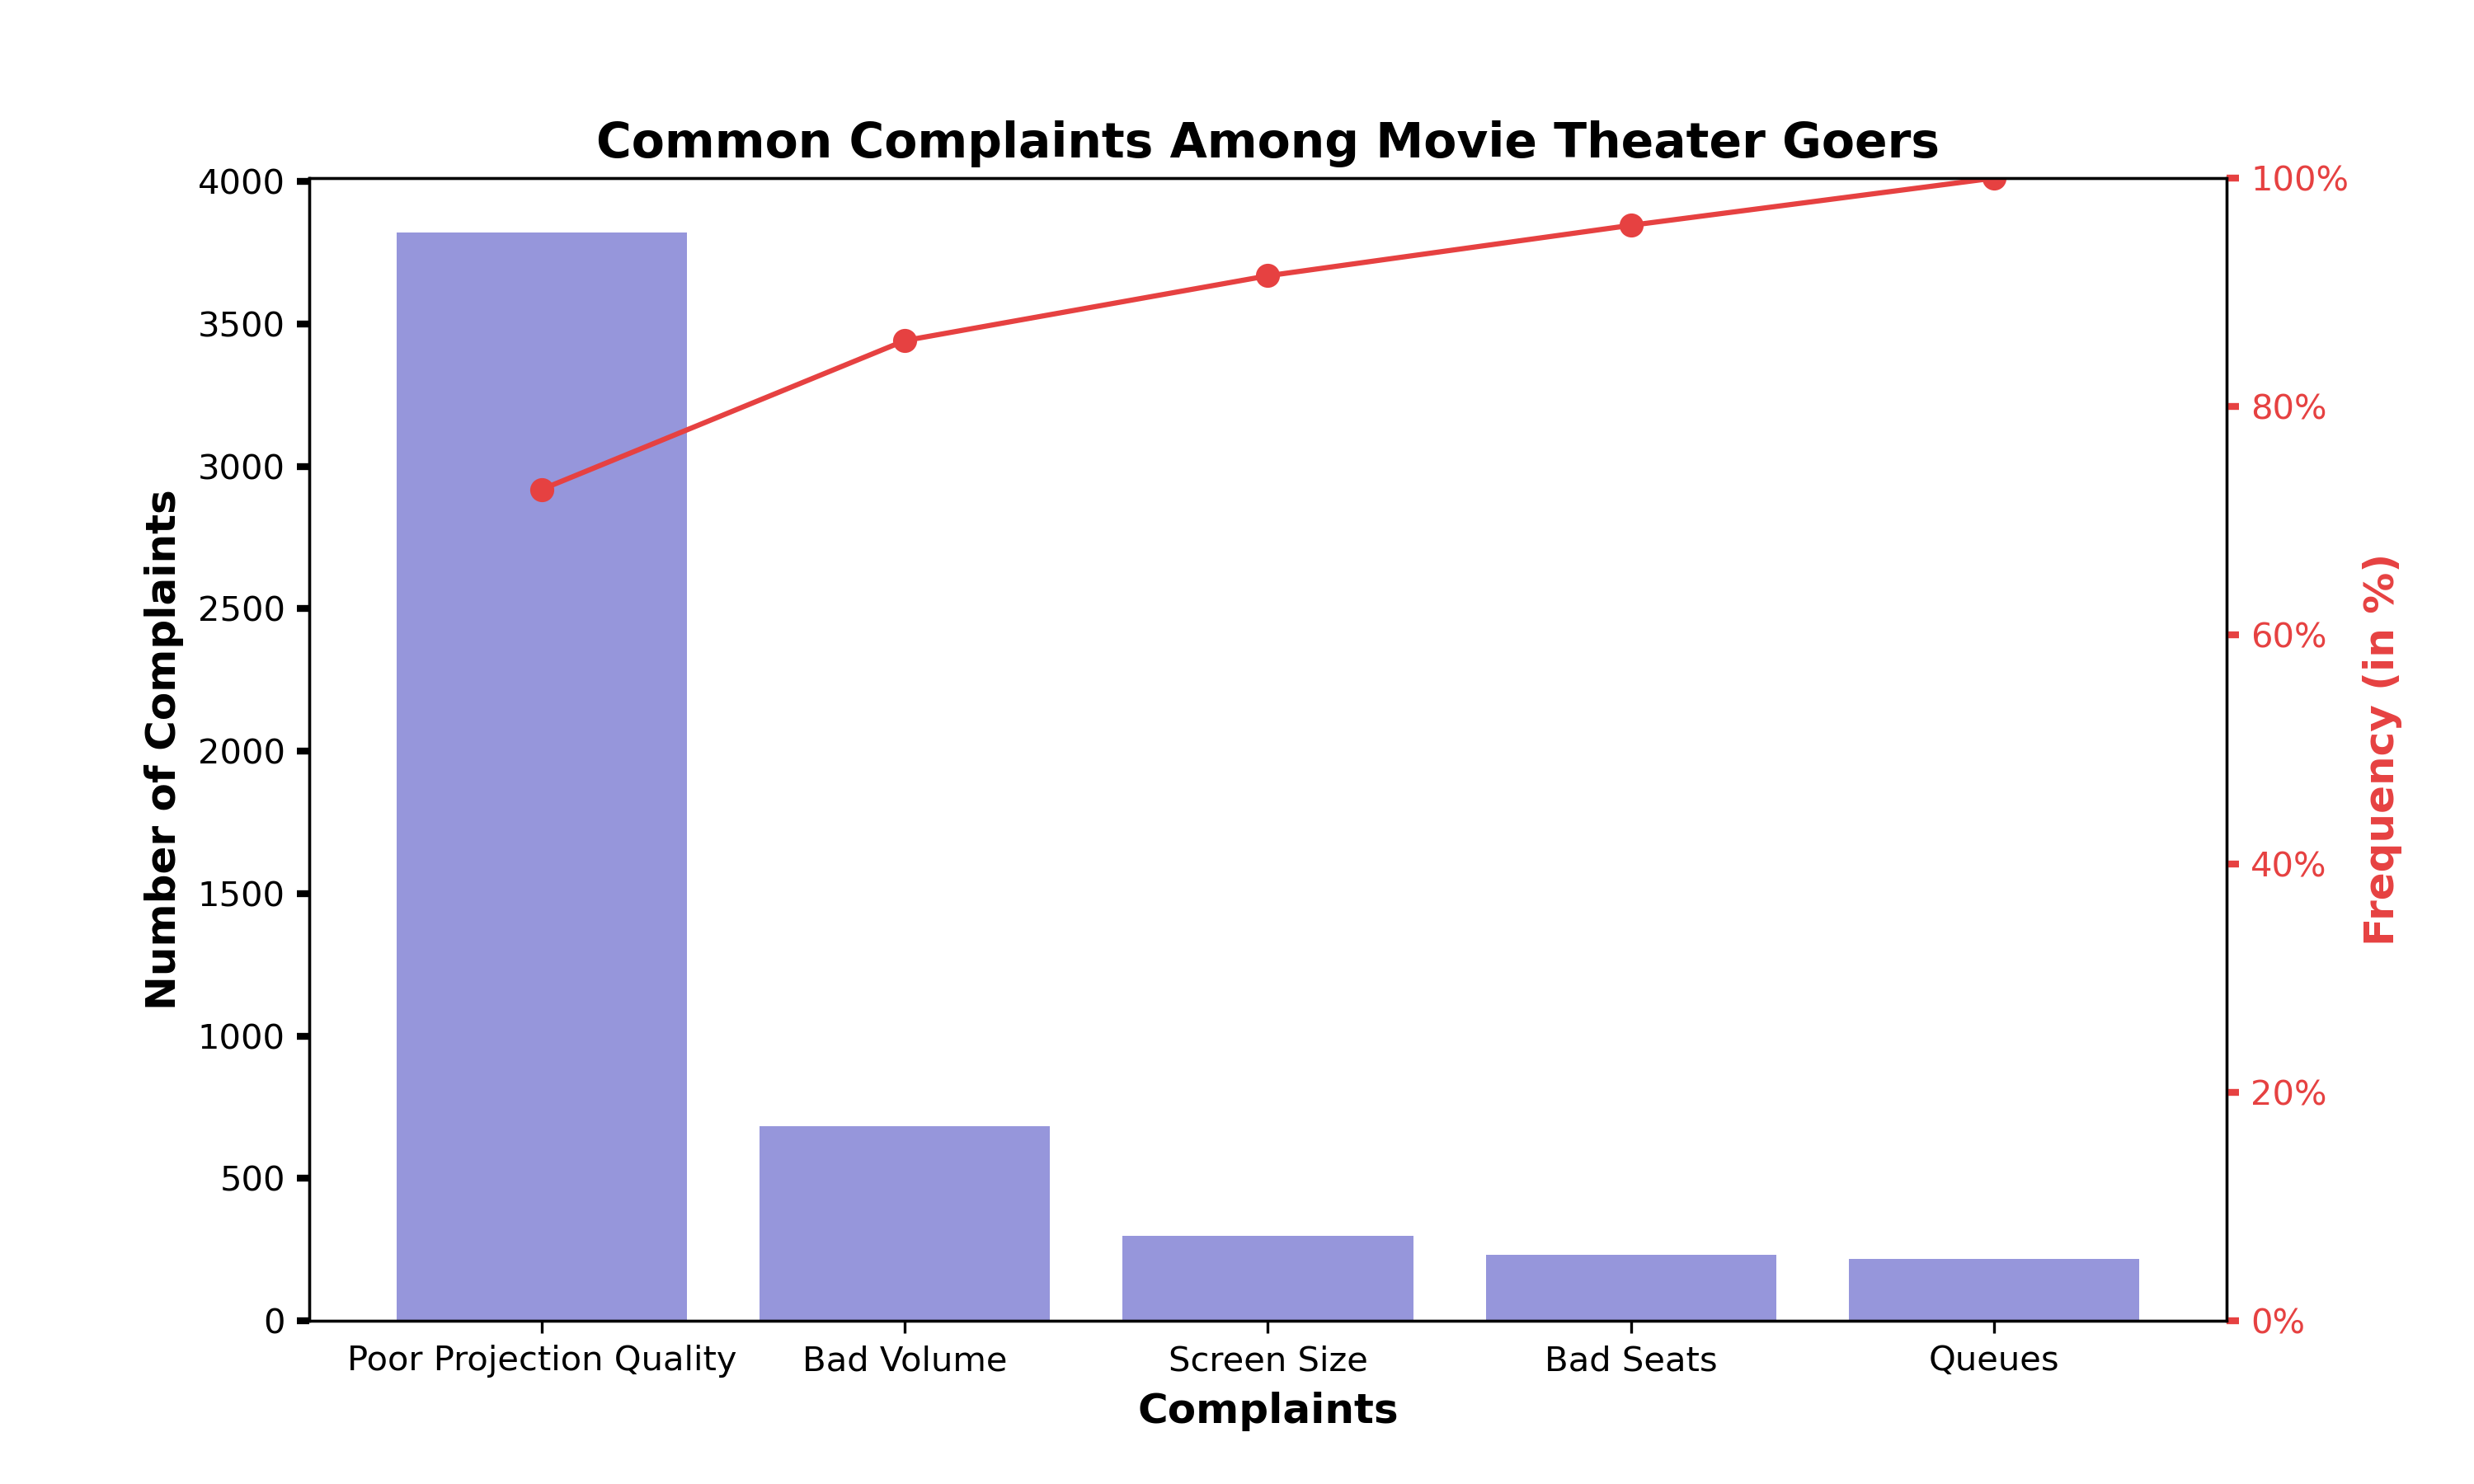 Common Complaints Among Movie Theater Goers
4000
3500
3000
2500
2000
1500
1000
500
0
Number of Complaints
100%
80%
60%
40%
20%
0%
Frequency (in %)
Poor Projection Quality
Bad Volume
Screen Size
Bad Seats
Queues
Complaints